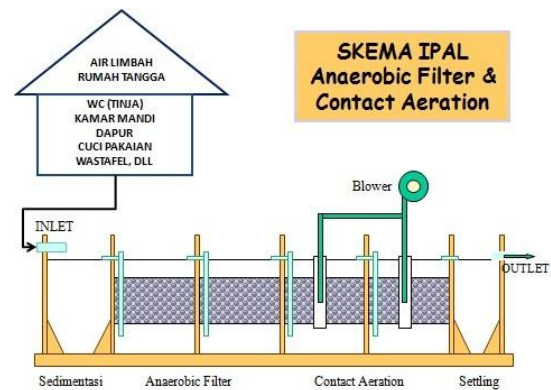 SKEMA IPAL
Anaerobic Filter &
Contact Aeration
AIR LIMBAH
RUMAH TANGGA
WC (TINJA)
KAMAR MANDI
DAPUR
CUCI PAKAIAN
WASTAFEL, DLL
Blower
INLET
OUTLET
Sedimentasi
Anaerobic Filter
Contact Aeration
Settling